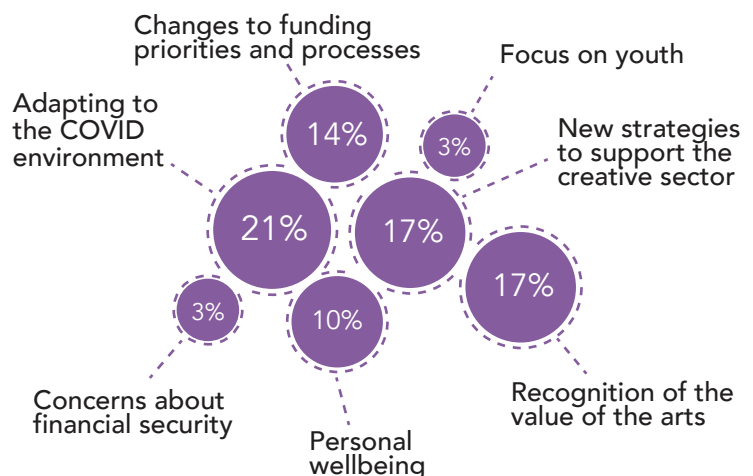 Changes to funding
priorities and processes
Focus on youth
Adapting to
the COVID
environment
14%
3%
New strategies
to support the
creative sector
21%
17%
17%
3%
10%
Concerns about
financial security
Recognition of the
value of the arts
Personal
wellbeing